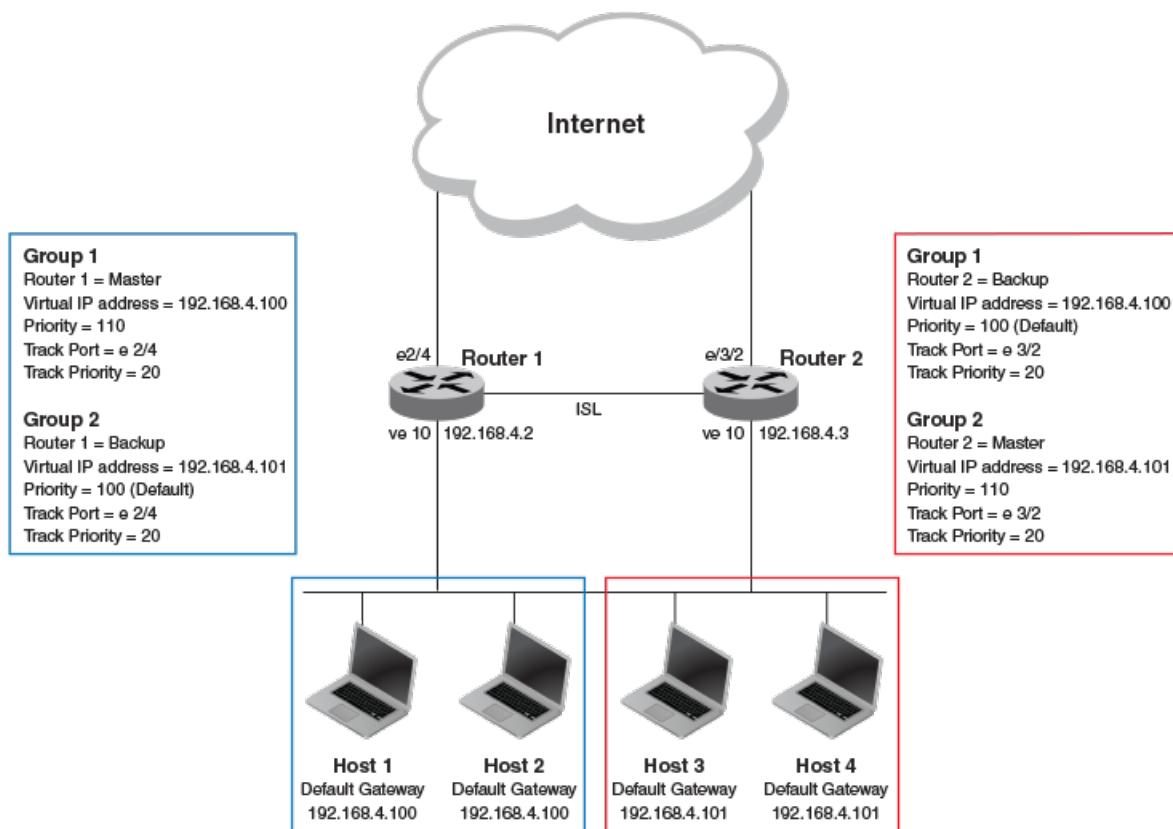 Internet
Group 1
Router 1 = Master
Virtual IP address = 192.168.4.100
Priority = 110
Track Port = e 2/4
Track Priority = 20
Group 2
Router 1 = Backup
Virtual IP address = 192.168.4.101
Priority = 100 (Default)
Track Port = e 2/4
Track Priority = 20
Group 1
Router 2 = Backup
Virtual IP address = 192.168.4.100
Priority = 100 (Default)
Track Port = e 3/2
Track Priority = 20
Group 2
Router 2 = Master
Virtual IP address = 192.168.4.101
Priority = 110
Track Port = e 3/2
Track Priority = 20
e2/4
Router 1
e/3/2
Router 2
ISL
ve 10
192.168.4.2
ve 10
192.168.4.3
Host 1
Default Gateway
192.168.4.100
Host 2
Default Gateway
192.168.4.100
Host 3
Default Gateway
192.168.4.101
Host 4
Default Gateway
192.168.4.101